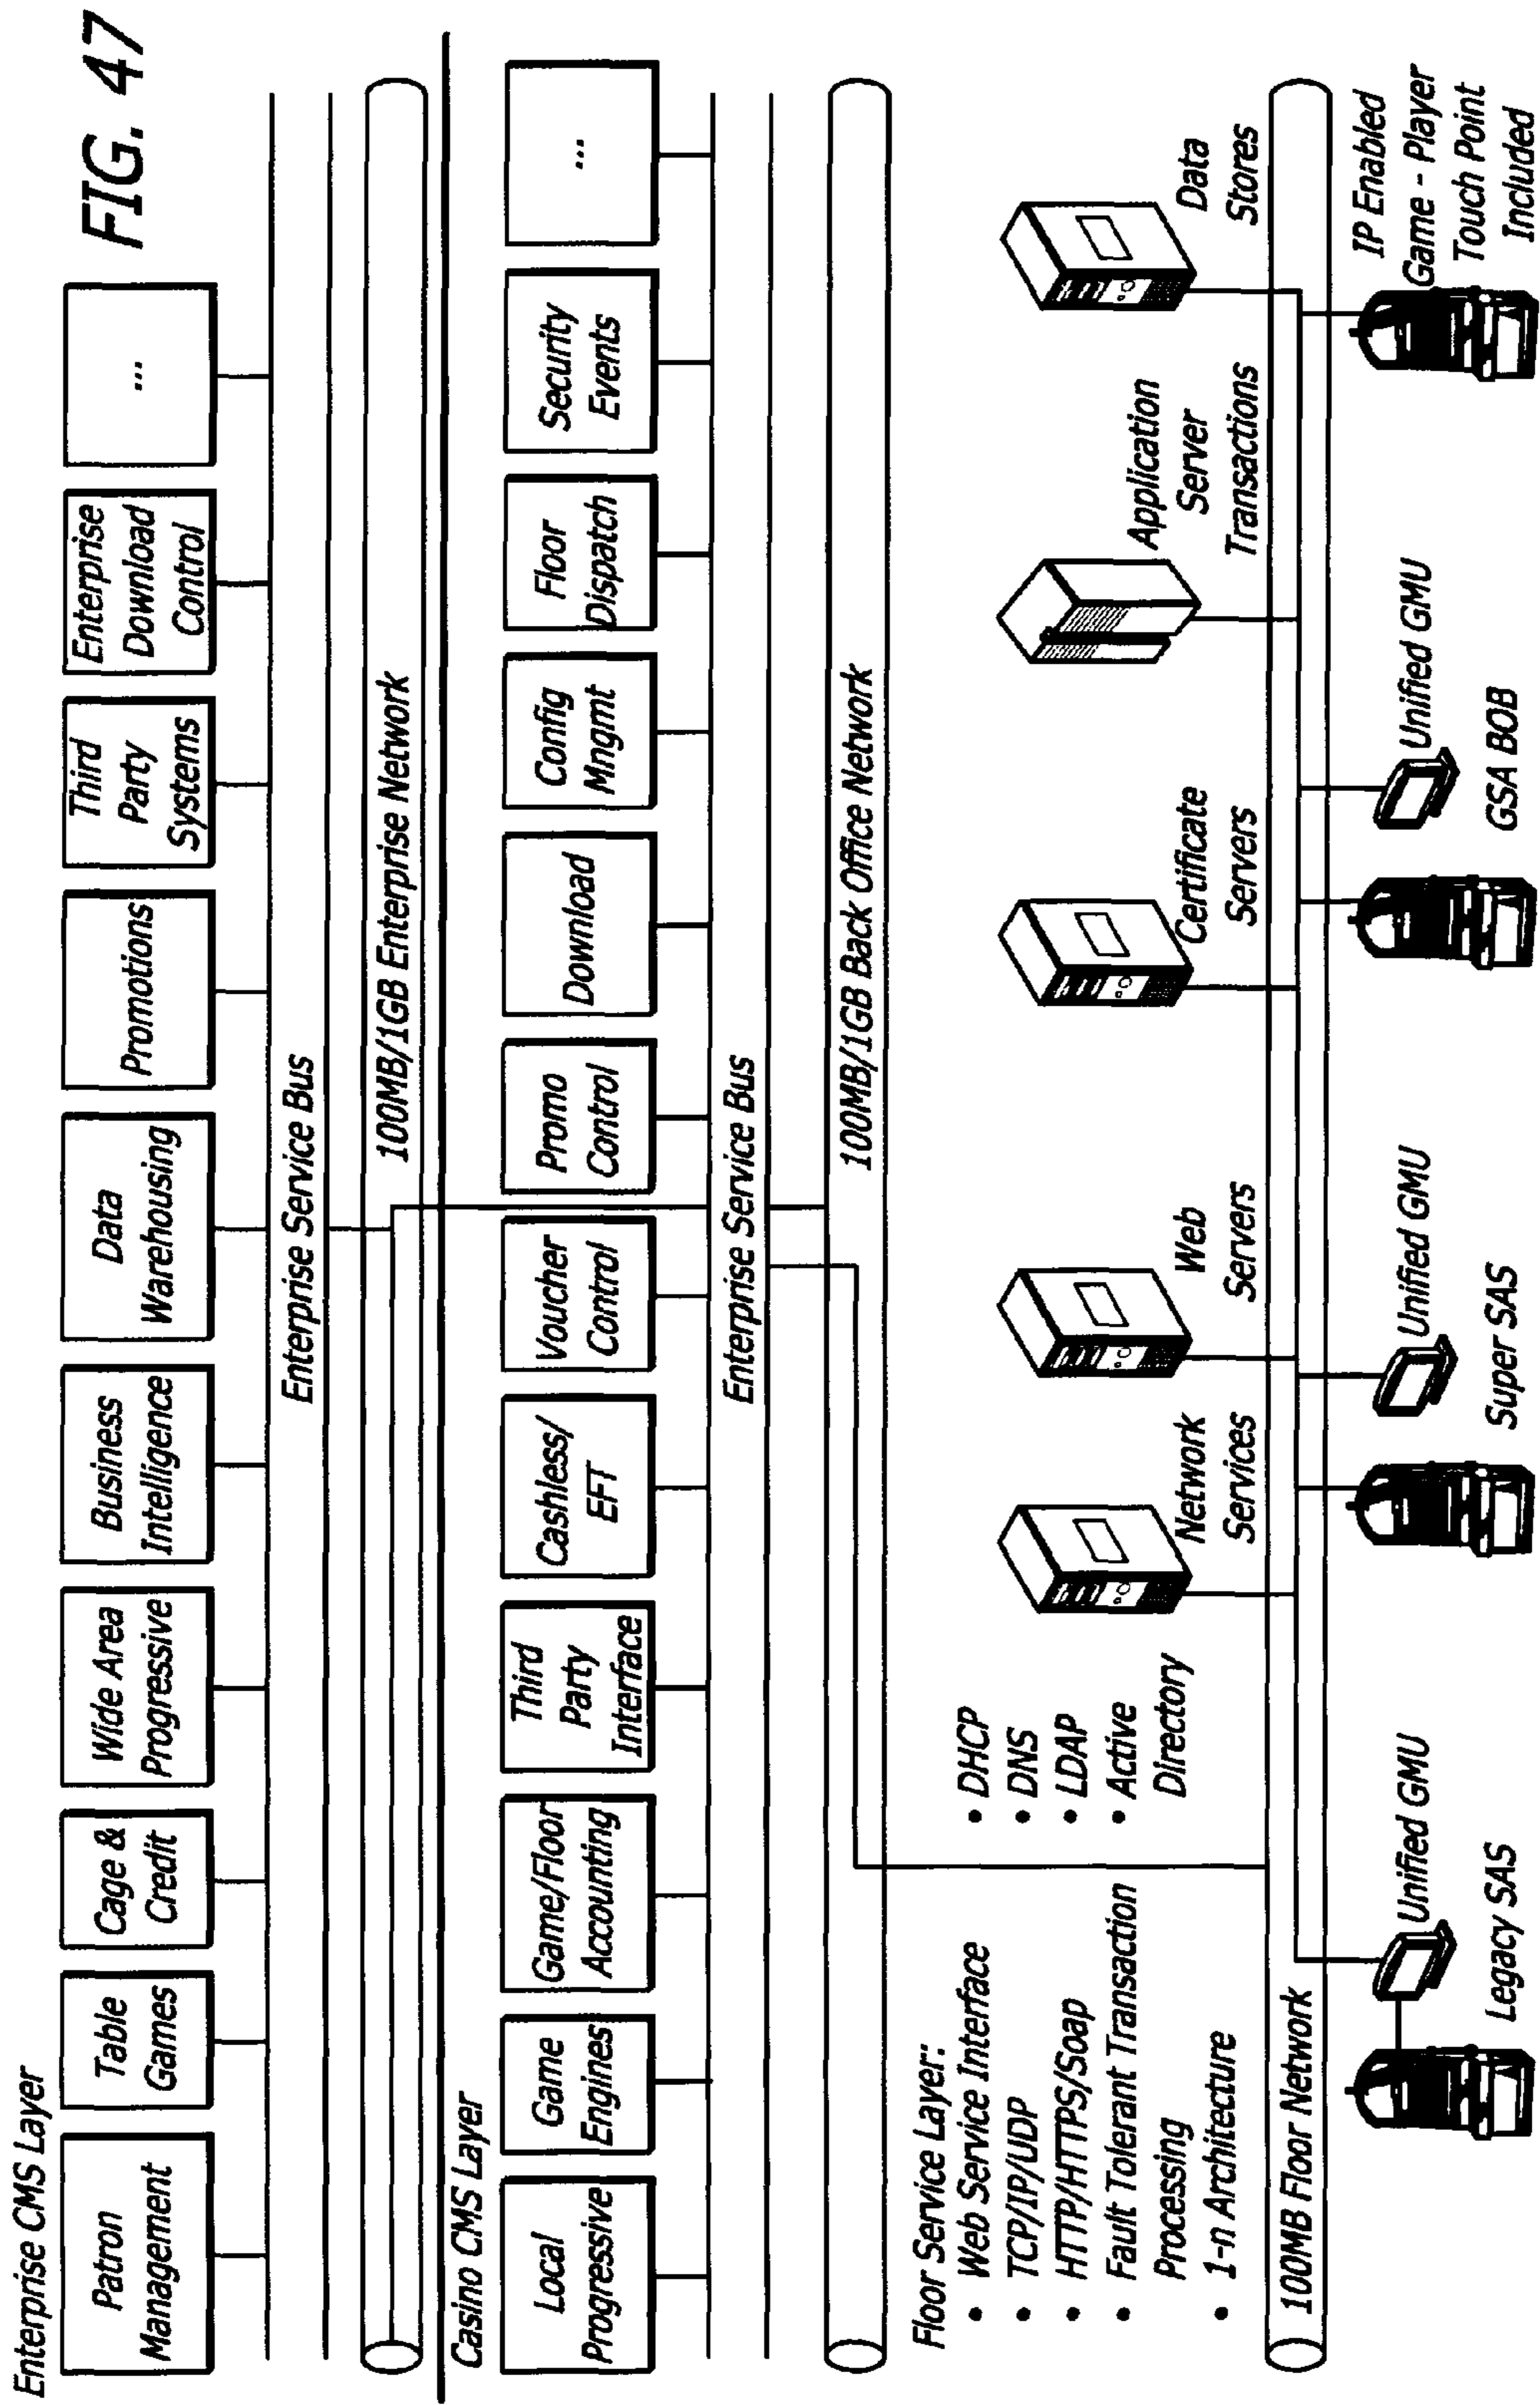 FIG. 47
Enterprise CMS Layer
Patron
Management
Table
Games
Cage &
Credit
Wide Area
Progressive
Business
Intelligence
Data
Warehousing
Promotions
Third
Party
Systems
Enterprise
Download
Control
...
Enterprise Service Bus
100MB/1GB Enterprise Network
Casino CMS Layer
Local
Progressive
Game
Engines
Game/Floor
Accounting
Third
Party
Interface
Cashless/
EFT
Voucher
Control
Promo
Control
Download
Config
Mngmt
Floor
Dispatch
Security
Events
...
Enterprise Service Bus
100MB/1GB Back Office Network
Floor Service Layer:
• Web Service Interface
• TCP/IP/UDP
• HTTP/HTTPS/Soap
• Fault Tolerant Transaction
Processing
• 1-n Architecture
• DHCP
• DNS
• LDAP
• Active
Directory
Network
Services
Web
Servers
Certificate
Servers
Application
Server
Transactions
Data
Stores
100MB Floor Network
Unified GMU
Legacy SAS
Unified GMU
Super SAS
Unified GMU
GSA BOB
IP Enabled
Game - Player
Touch Point
Included